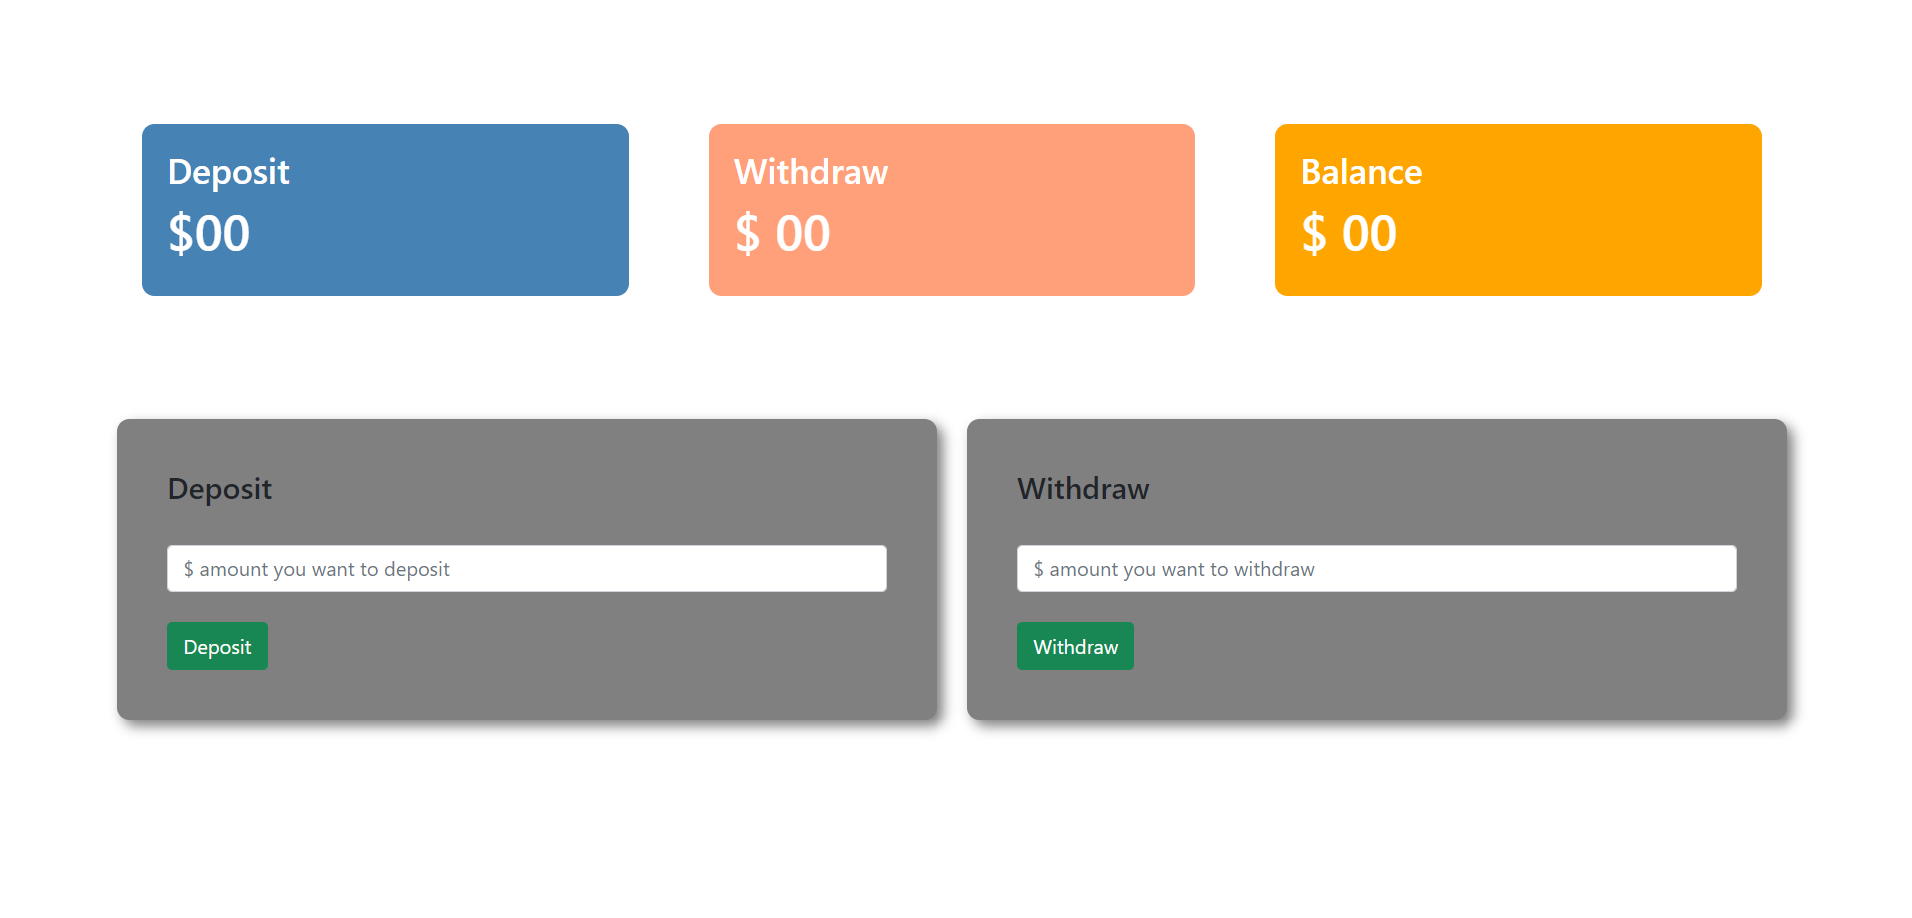 Deposit
$00
Withdraw
$ 00
Balance
$ 00
Deposit
$ amount you want to deposit
Deposit
Withdraw
$ amount you want to withdraw
Withdraw